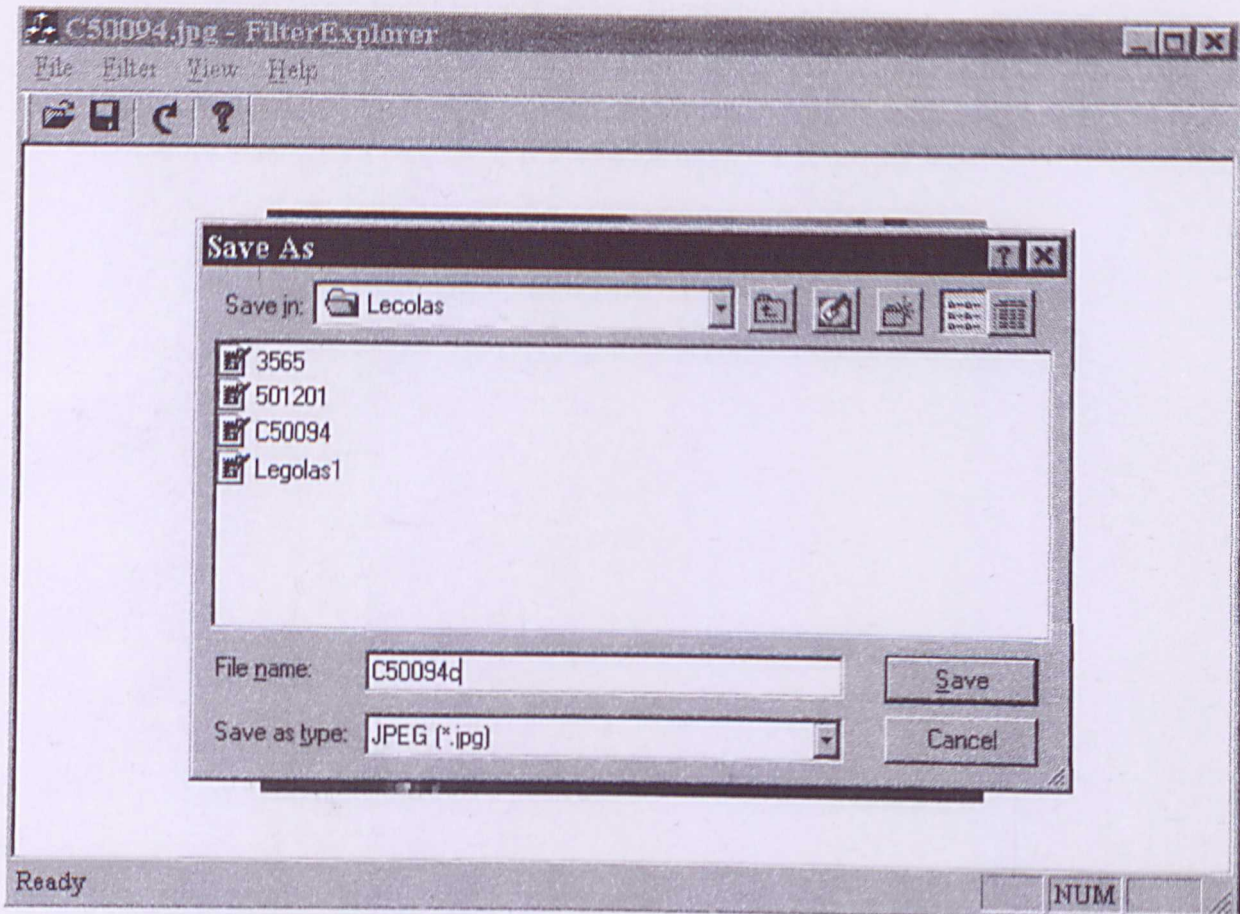 C50094.jpg - FilterExplorer
File Filter View Help
Save As
Save in: Lecolas
3565
501201
C50094
Legolas1
File name: C50094c
Save
Save as type: JPEG (*.jpg)
Cancel
Ready
NUM